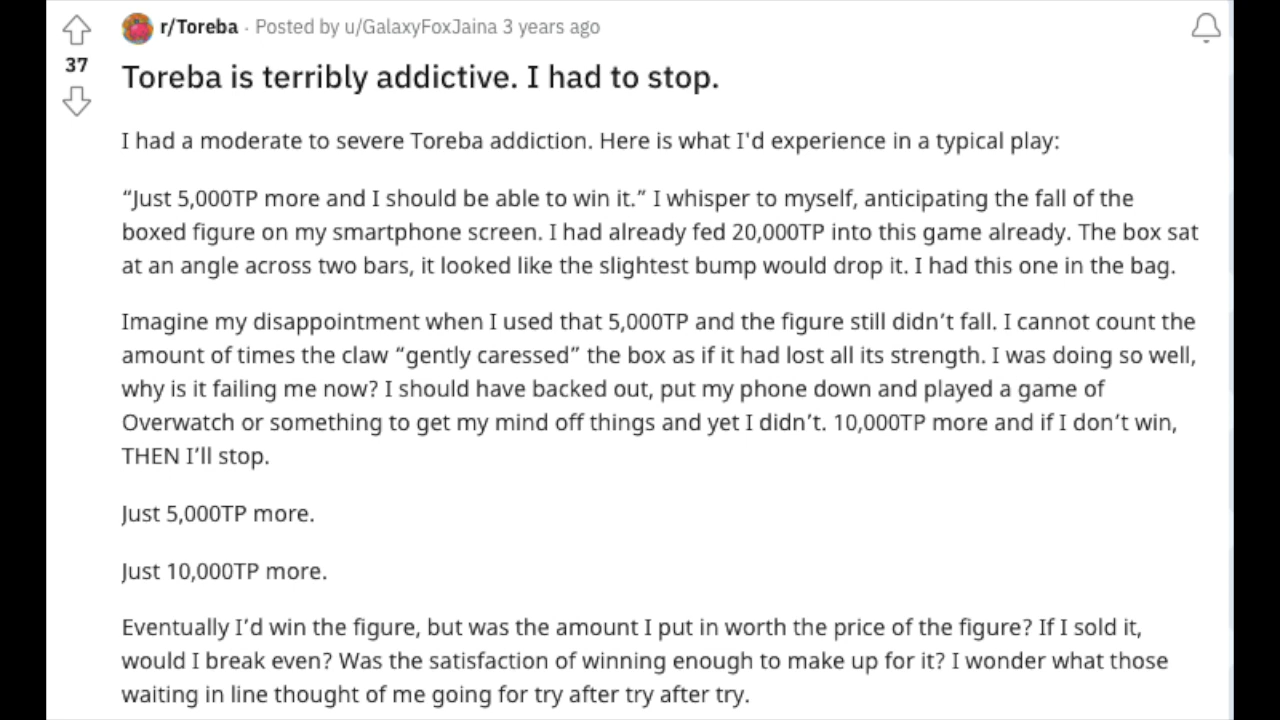 r/Toreba · Posted by u/GalaxyFoxJaina 3 years ago
37
Toreba is terribly addictive. I had to stop.
I had a moderate to severe Toreba addiction. Here is what I'd experience in a typical play:
“Just 5,000TP more and I should be able to win it.” I whisper to myself, anticipating the fall of the
boxed figure on my smartphone screen. I had already fed 20,000TP into this game already. The box sat
at an angle across two bars, it looked like the slightest bump would drop it. I had this one in the bag.
Imagine my disappointment when I used that 5,000TP and the figure still didn’t fall. I cannot count the
amount of times the claw “gently caressed” the box as if it had lost all its strength. I was doing so well,
why is it failing me now? I should have backed out, put my phone down and played a game of
Overwatch or something to get my mind off things and yet I didn’t. 10,000TP more and if I don’t win,
THEN I’ll stop.
Just 5,000TP more.
Just 10,000TP more.
Eventually I’d win the figure, but was the amount I put in worth the price of the figure? If I sold it,
would I break even? Was the satisfaction of winning enough to make up for it? I wonder what those
waiting in line thought of me going for try after try after try.